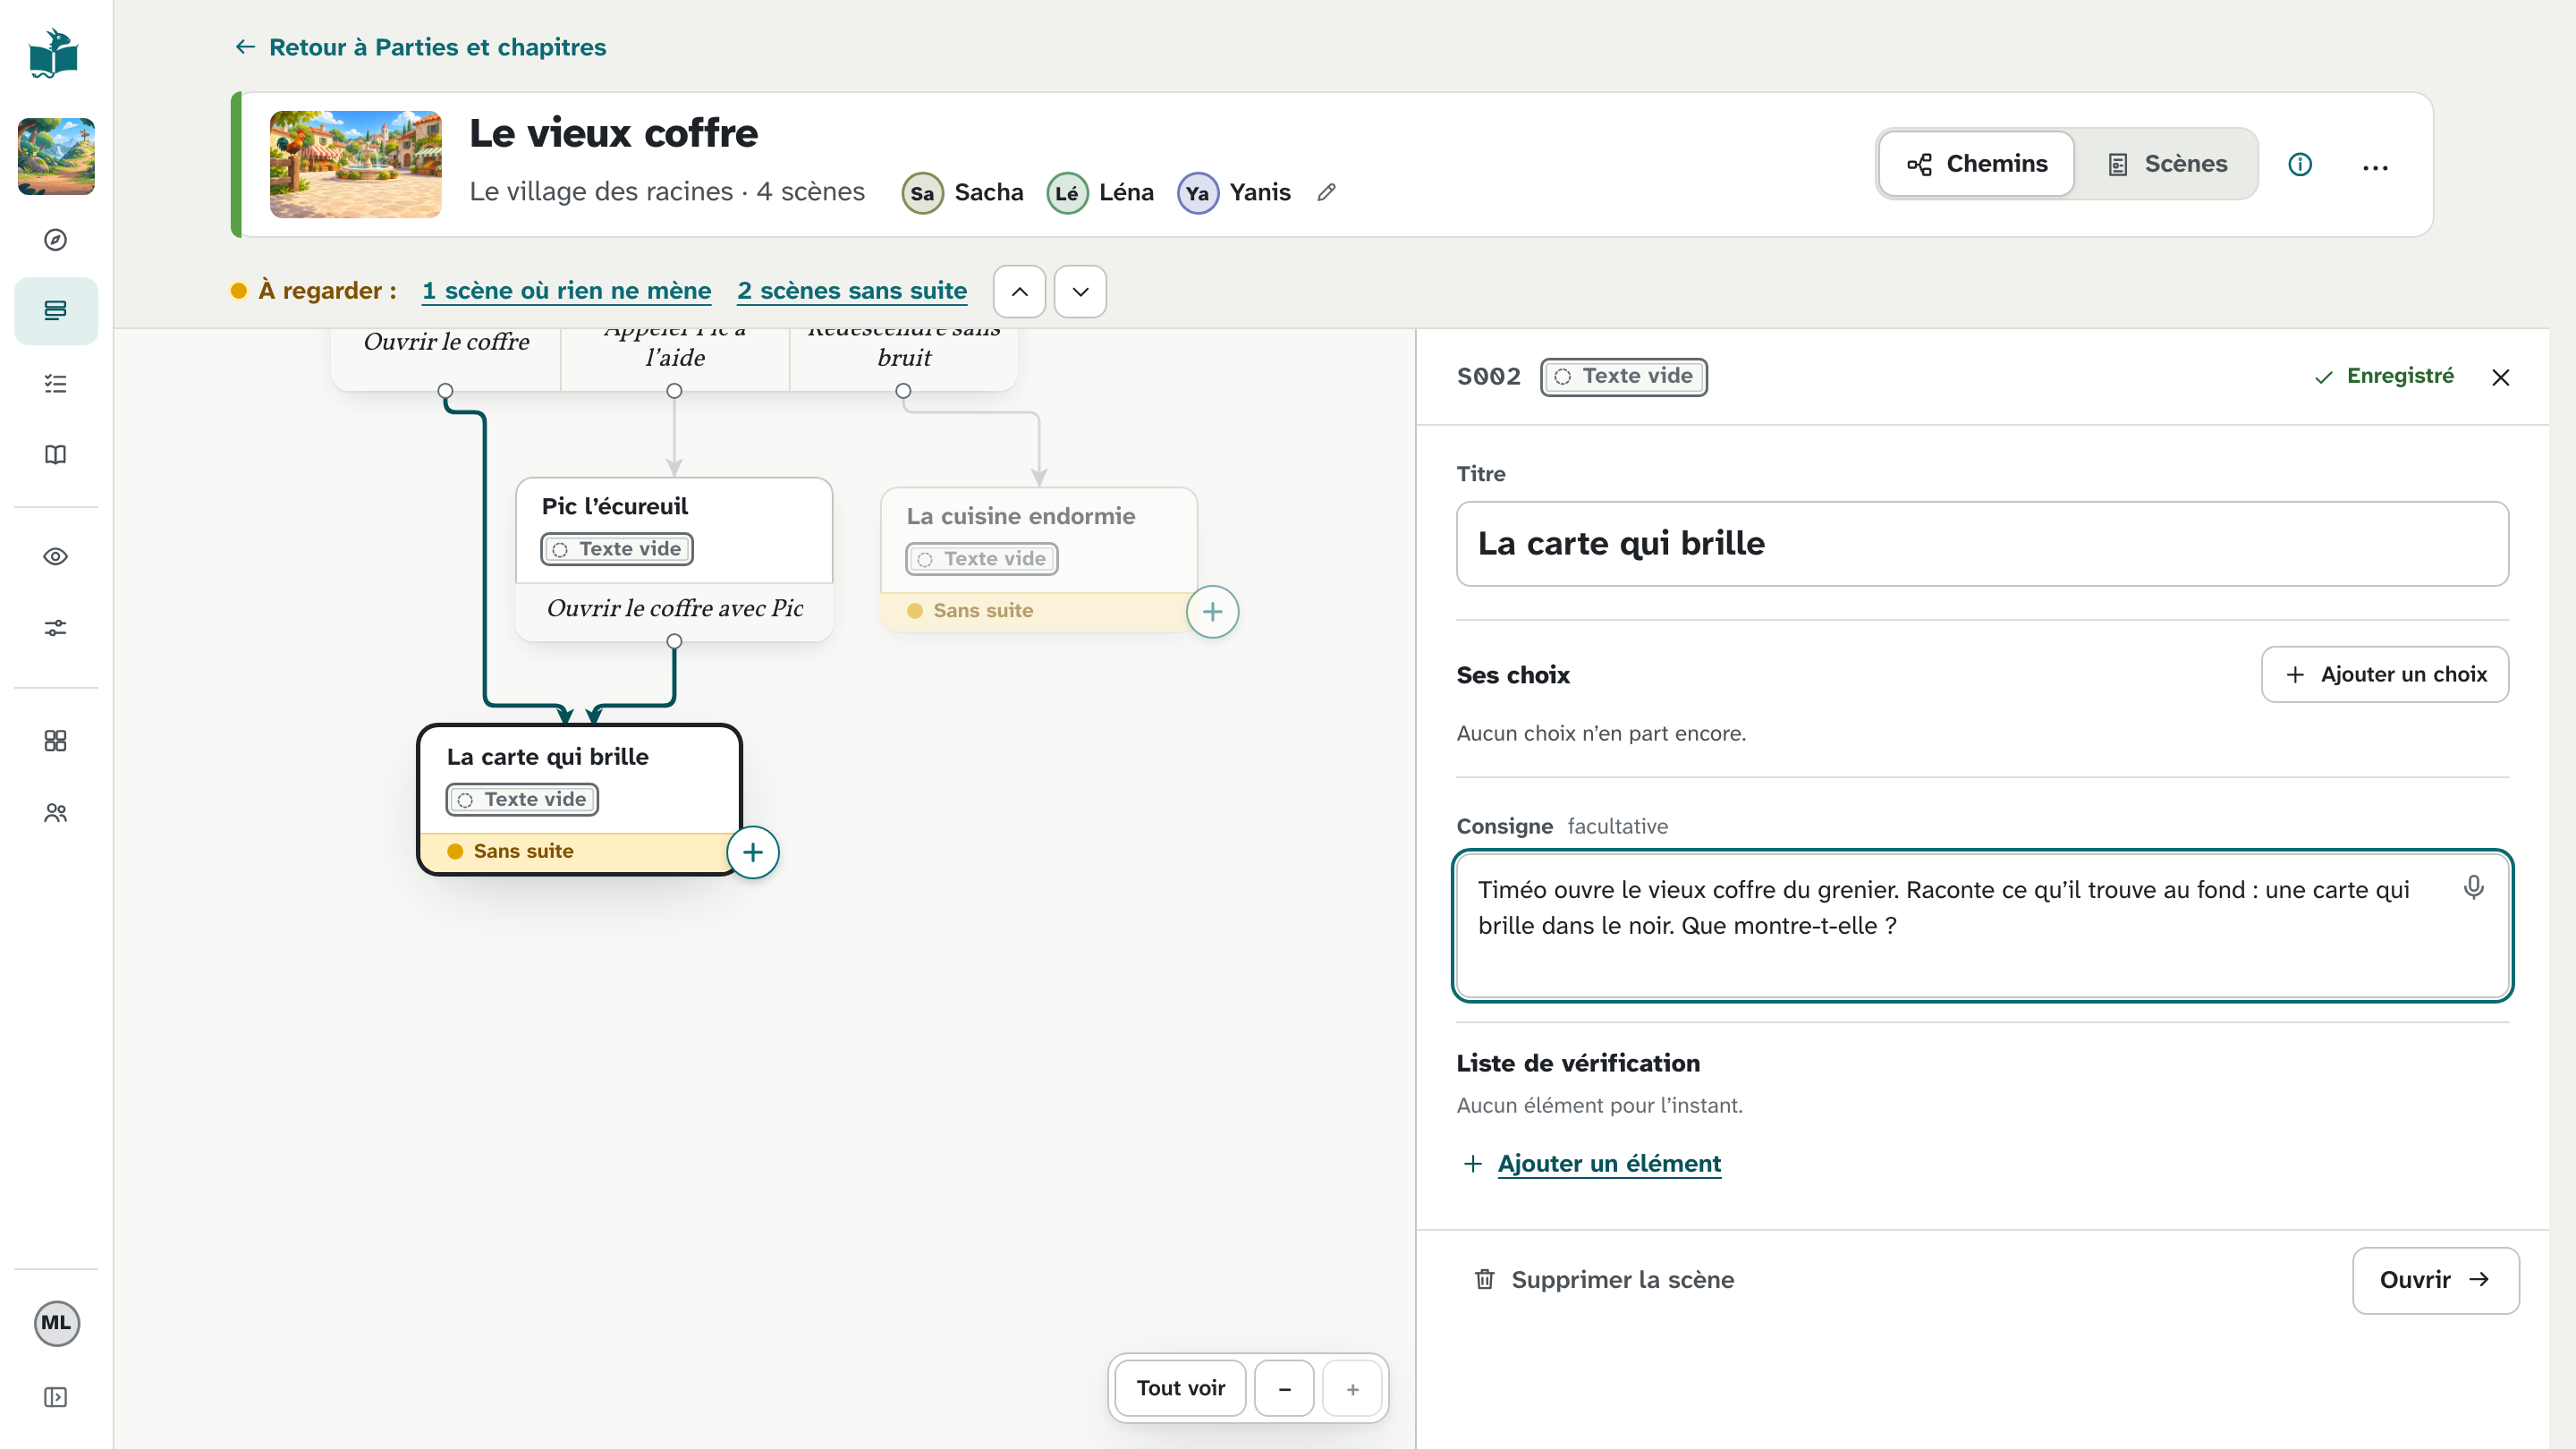 Retour à Parties et chapitres
Le vieux coffre
Le village des racines · 4 scènes
Sa Sacha Lé Léna Ya Yanis
Chemins
Scènes
...
À regarder : 1 scène où rien ne mène 2 scènes sans suite
Ouvrir le coffre
Appeler Pic à
l’aide
Redescendre sans
bruit
Pic l’écureuil
Texte vide
Ouvrir le coffre avec Pic
La cuisine endormie
Texte vide
Sans suite
La carte qui brille
Texte vide
Sans suite
Tout voir
S002
Texte vide
Enregistré
Titre
La carte qui brille
Ses choix
Ajouter un choix
Aucun choix n’en part encore.
Consigne facultative
Timéo ouvre le vieux coffre du grenier. Raconte ce qu’il trouve au fond : une carte qui
brille dans le noir. Que montre-t-elle ?
Liste de vérification
Aucun élément pour l’instant.
Ajouter un élément
Supprimer la scène
Ouvrir
ML